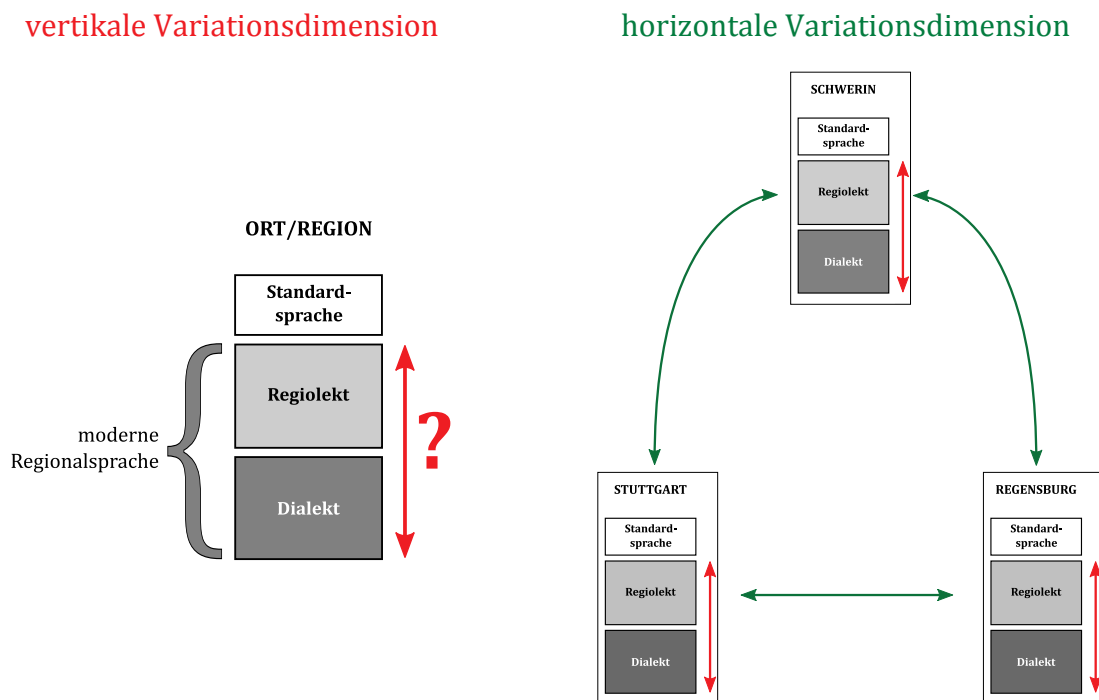 vertikale Variationsdimension
ORT/REGION
Standard-
sprache
Regiolekt
Dialekt
moderne
Regionalsprache
?
horizontale Variationsdimension
SCHWERIN
Standard-
sprache
Regiolekt
Dialekt
STUTTGART
Standard-
sprache
Regiolekt
Dialekt
REGENSBURG
Standard-
sprache
Regiolekt
Dialekt